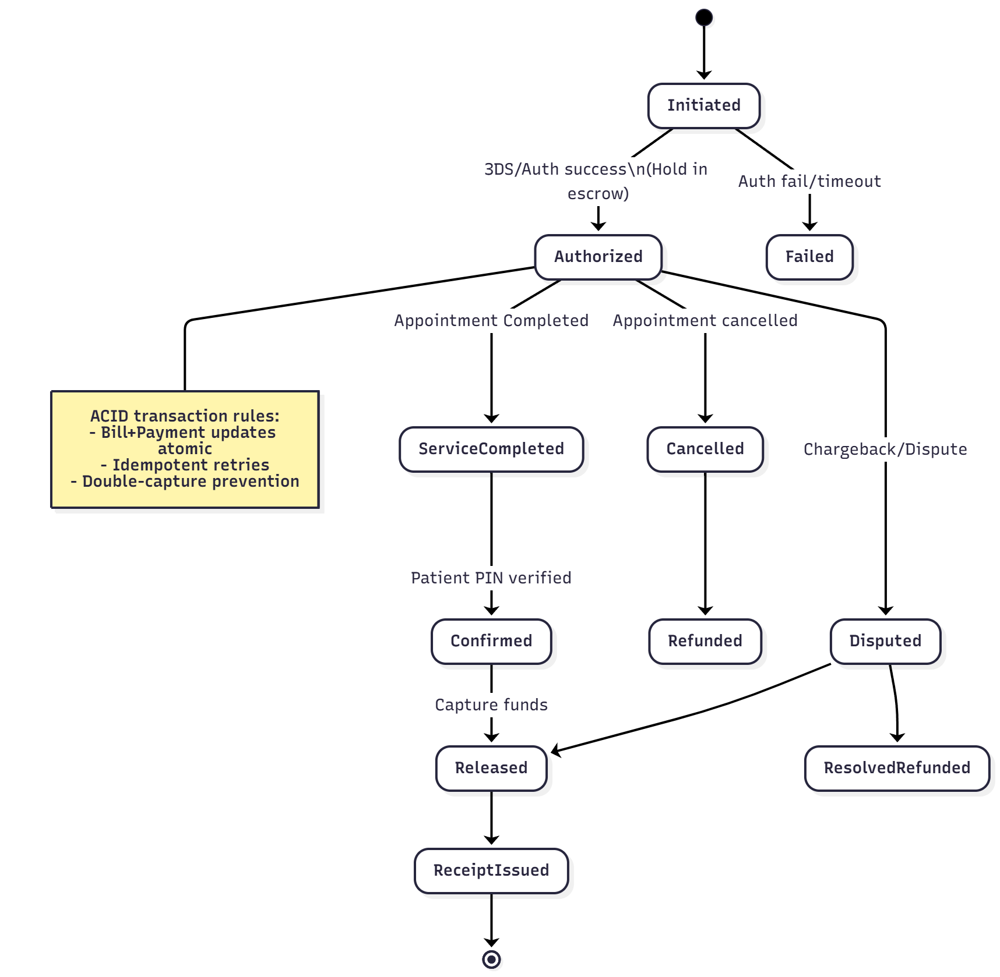 Initiated
3DS/Auth success\n(Hold in
escrow)
Auth fail/timeout
Authorized
Failed
Appointment Completed
Appointment cancelled
ACID transaction rules:
- Bill+Payment updates
atomic
- Idempotent retries
- Double-capture prevention
ServiceCompleted
Cancelled
Chargeback/Dispute
Patient PIN verified
Confirmed
Refunded
Disputed
Capture funds
Released
ResolvedRefunded
ReceiptIssued